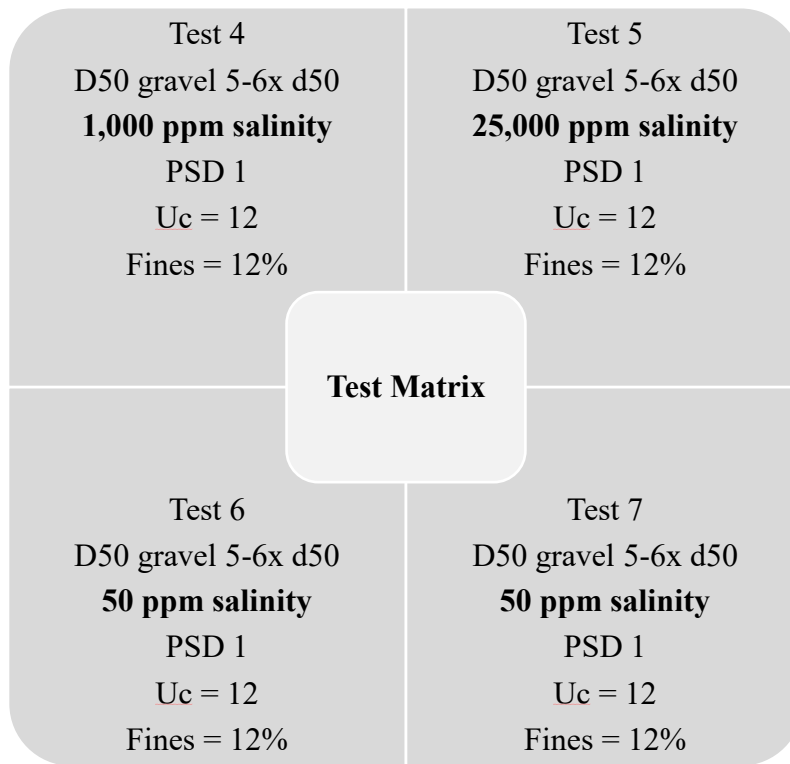 Test 4
D50 gravel 5-6x d50
1,000 ppm salinity
PSD 1
Uc = 12
Fines = 12%
Test 5
D50 gravel 5-6x d50
25,000 ppm salinity
PSD 1
Uc = 12
Fines = 12%
Test Matrix
Test 6
D50 gravel 5-6x d50
50 ppm salinity
PSD 1
Uc = 12
Fines = 12%
Test 7
D50 gravel 5-6x d50
50 ppm salinity
PSD 1
Uc = 12
Fines = 12%